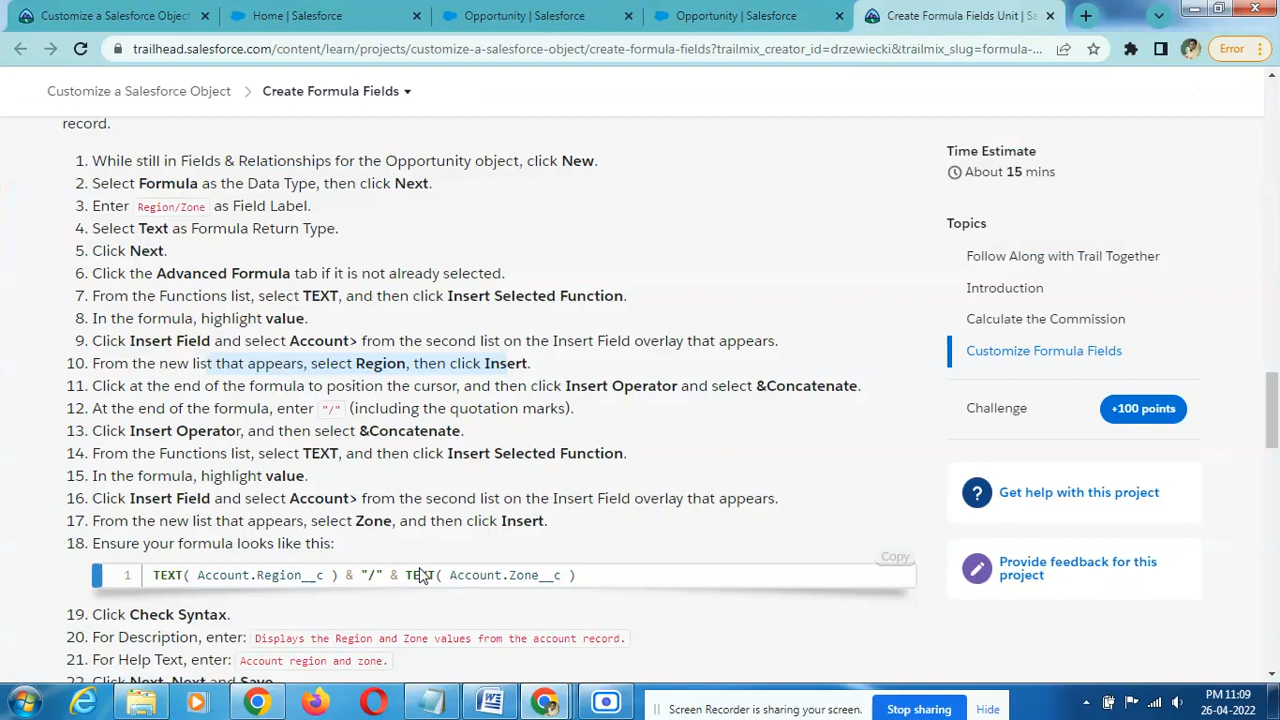 Customize a Salesforce Object
Home | Salesforce
Opportunity | Salesforce
Opportunity | Salesforce
Create Formula Fields Unit | Sa
trailhead.salesforce.com/content/learn/projects/customize-a-salesforce-object/create-formula-fields?trailmix_creator_id=drzewiecki&trailmix_slug=formula-...
Error
Customize a Salesforce Object > Create Formula Fields
record.
1. While still in Fields & Relationships for the Opportunity object, click New.
2. Select Formula as the Data Type, then click Next.
3. Enter Region/Zone as Field Label.
4. Select Text as Formula Return Type.
5. Click Next.
6. Click the Advanced Formula tab if it is not already selected.
7. From the Functions list, select TEXT, and then click Insert Selected Function.
8. In the formula, highlight value.
9. Click Insert Field and select Account> from the second list on the Insert Field overlay that appears.
10. From the new list that appears, select Region, then click Insert.
11. Click at the end of the formula to position the cursor, and then click Insert Operator and select &Concatenate.
12. At the end of the formula, enter "/" (including the quotation marks).
13. Click Insert Operator, and then select &Concatenate.
14. From the Functions list, select TEXT, and then click Insert Selected Function.
15. In the formula, highlight value.
16. Click Insert Field and select Account> from the second list on the Insert Field overlay that appears.
17. From the new list that appears, select Zone, and then click Insert.
18. Ensure your formula looks like this:
Copy
1 TEXT( Account.Region__c ) & "/" & TEXT( Account.Zone__c )
19. Click Check Syntax.
20. For Description, enter: Displays the Region and Zone values from the account record.
21. For Help Text, enter: Account region and zone.
22. Click Next, Next and Save
Time Estimate
About 15 mins
Topics
Follow Along with Trail Together
Introduction
Calculate the Commission
Customize Formula Fields
Challenge
+100 points
Get help with this project
Provide feedback for this
project
Screen Recorder is sharing your screen.
Stop sharing
Hide
PM 11:09
26-04-2022